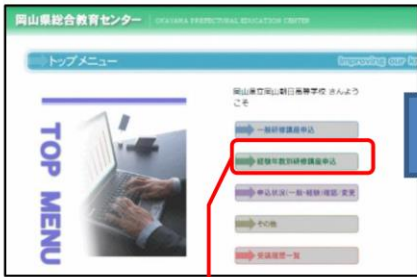 岡山県総合教育センター OKAYAMA PREFECTURAL EDUCATION CENTER
トップメニュー
improving our
岡山県立岡山朝日高等学校 さんよう
こそ
一般研修講座申込
経験年数別研修講座申込
申込状況(一般・経験)確認・変更
その他
受講履歴一覧
TOP MENU